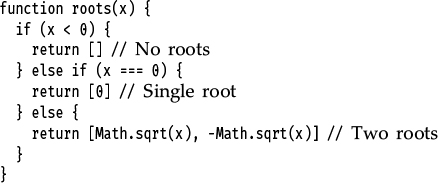 function roots(x) {
  if (x < 0) {
    return [] // No roots
  } else if (x === 0) {
    return [0] // Single root
  } else {
    return [Math.sqrt(x), -Math.sqrt(x)] // Two roots
  }
}